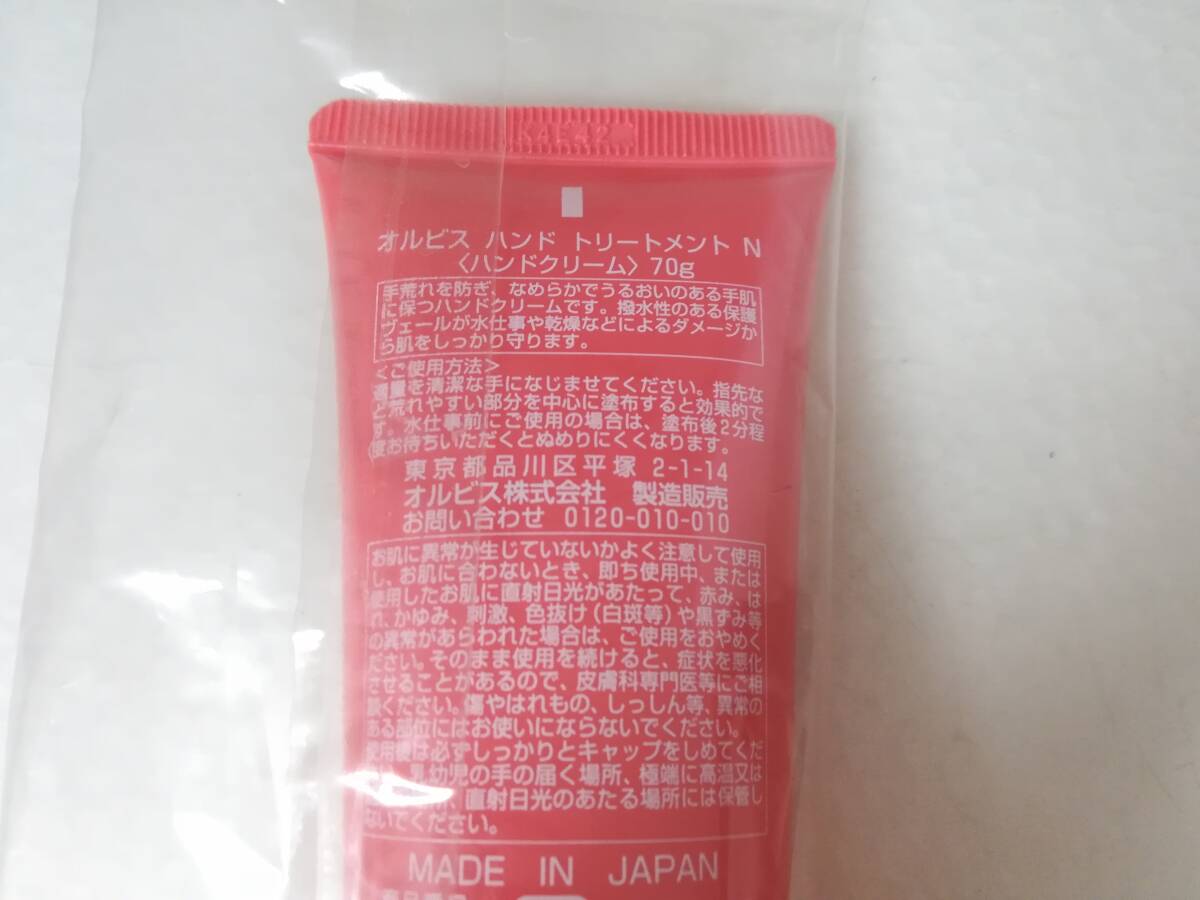 オルビス ハンド トリートメント N
〈ハンドクリーム〉70g
手荒れを防ぎ、なめらかでうるおいのある手肌
に保つハンドクリームです。撥水性のある保護
ヴェールが水仕事や乾燥などによるダメージか
ら肌をしっかり守ります。
＜ご使用方法＞
適量を清潔な手になじませてください。指先な
ど荒れやすい部分を中心に塗布すると効果的で
す。水仕事前にご使用の場合は、塗布後2分程
度お待ちいただくとぬめりにくくなります。
東京都品川区平塚 2-1-14
オルビス株式会社 製造販売
お問い合わせ 0120-010-010
お肌に異常が生じていないかよく注意して使用
し、お肌に合わないとき、即ち使用中、または
使用したお肌に直射日光があたって、赤み、は
れ、かゆみ、刺激、色抜け(白斑等)や黒ずみ等
の異常があらわれた場合は、ご使用をおやめく
ださい。そのまま使用を続けると、症状を悪化
させることがあるので、皮膚科専門医等にご相
談ください。傷やはれもの、しっしん等、異常の
ある部位にはお使いにならないでください。
使用後は必ずしっかりとキャップをしめてくだ
乳幼児の手の届く場所、極端に高温又は
直射日光のあたる場所には保管し
ないでください。
MADE IN JAPAN